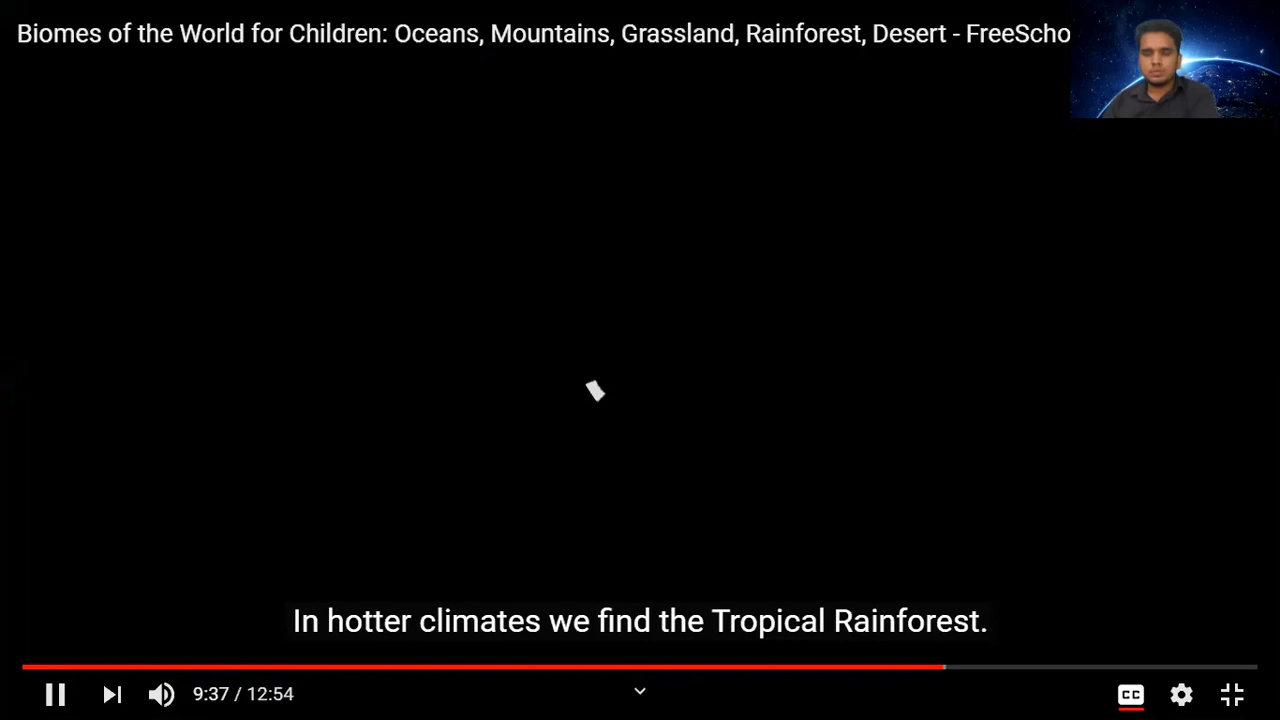 Biomes of the World for Children: Oceans, Mountains, Grassland, Rainforest, Desert - FreeScho
In hotter climates we find the Tropical Rainforest.
9:37 / 12:54
CC